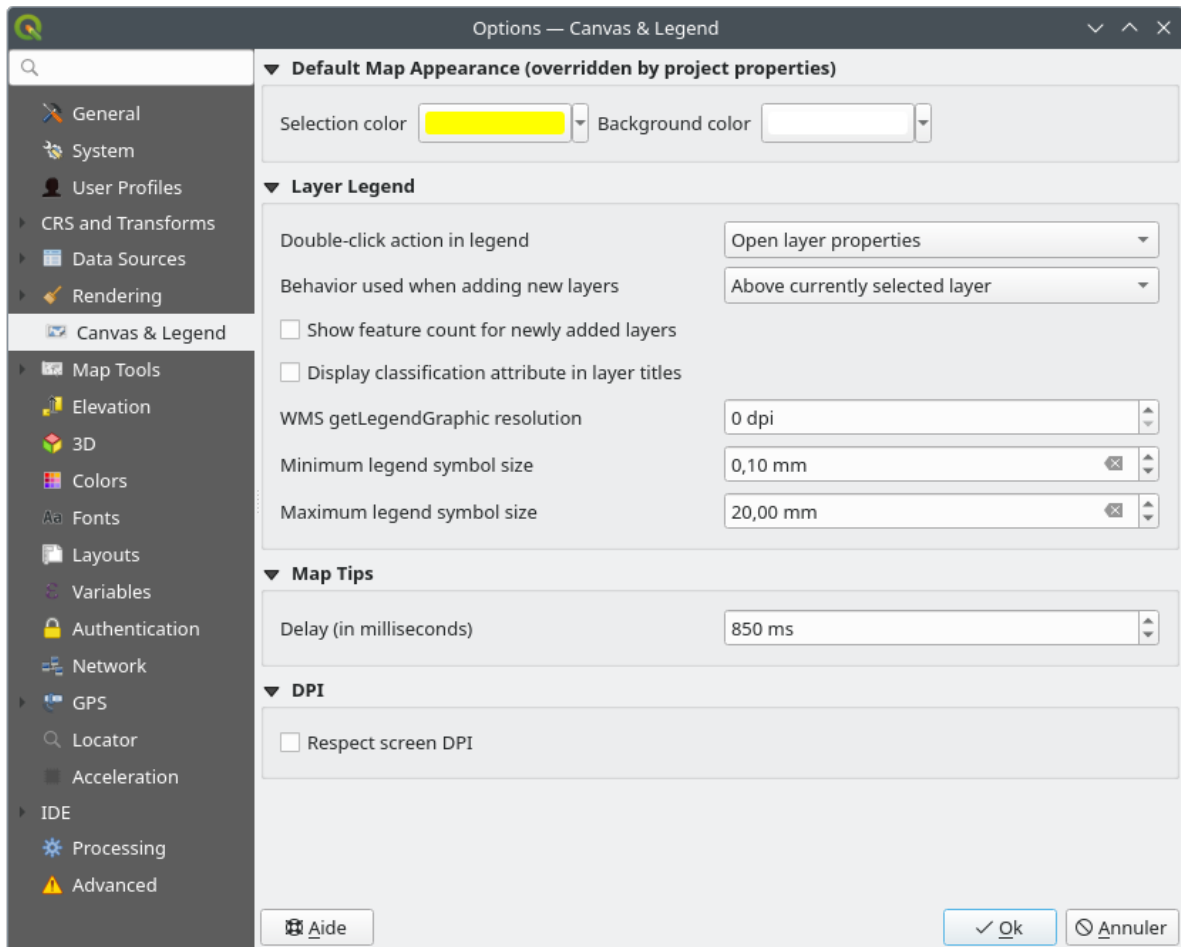 Options — Canvas & Legend
General
System
User Profiles
CRS and Transforms
Data Sources
Rendering
Canvas & Legend
Map Tools
Elevation
3D
Colors
Fonts
Layouts
Variables
Authentication
Network
GPS
Locator
Acceleration
IDE
Processing
Advanced
Default Map Appearance (overridden by project properties)
Selection color Background color
Layer Legend
Double-click action in legend Open layer properties
Behavior used when adding new layers Above currently selected layer
Show feature count for newly added layers
Display classification attribute in layer titles
WMS getLegendGraphic resolution 0 dpi
Minimum legend symbol size 0,10 mm
Maximum legend symbol size 20,00 mm
Map Tips
Delay (in milliseconds) 850 ms
DPI
Respect screen DPI
Aide Ok Annuler